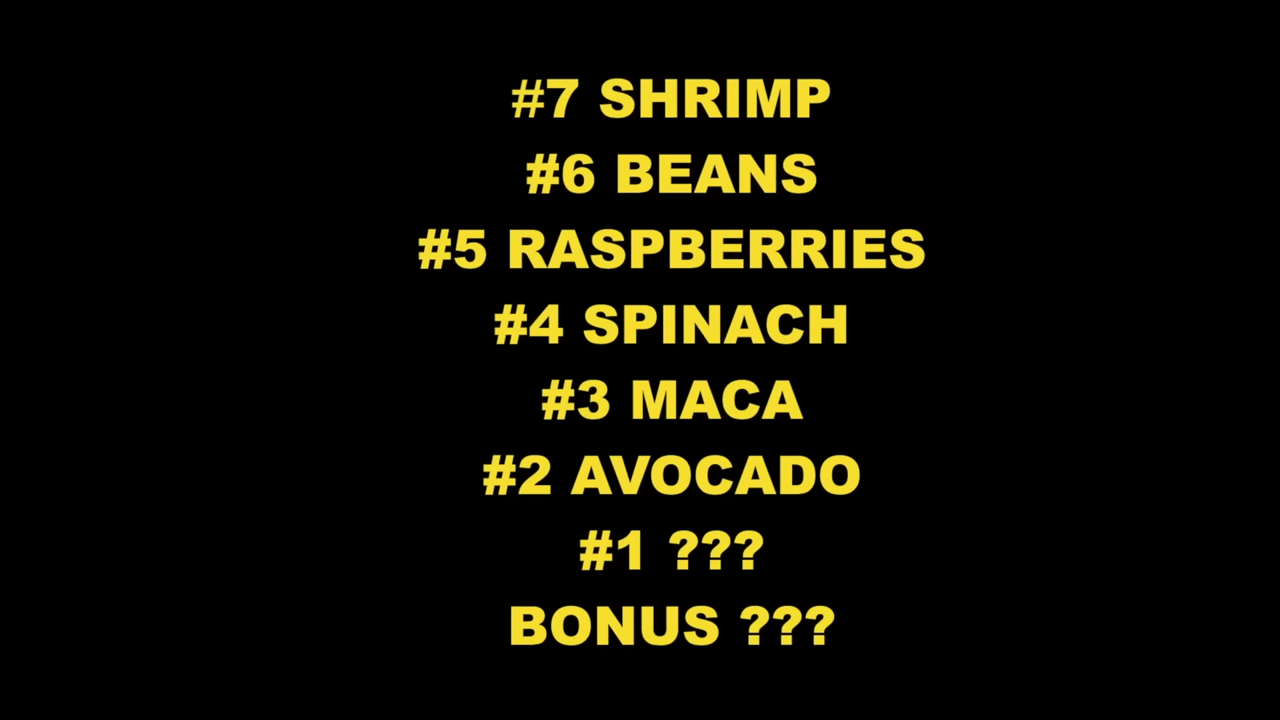 #7 SHRIMP
#6 BEANS
#5 RASPBERRIES
#4 SPINACH
#3 MACA
#2 AVOCADO
#1 ???
BONUS ???